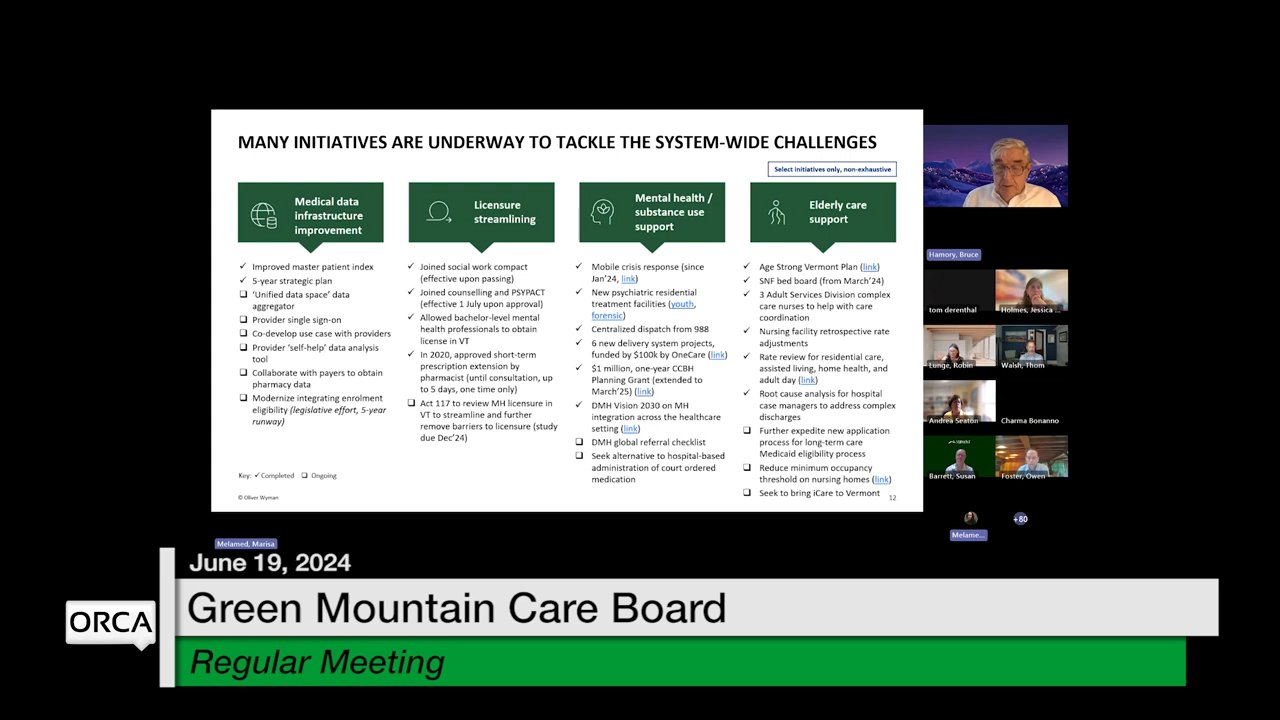 MANY INITIATIVES ARE UNDERWAY TO TACKLE THE SYSTEM-WIDE CHALLENGES
Select initiatives only, non-exhaustive
Medical data
infrastructure
improvement
✓ Improved master patient index
✓ 5-year strategic plan
❑ 'Unified data space' data
aggregator
❑ Provider single sign-on
❑ Co-develop use case with providers
❑ Provider 'self-help' data analysis
tool
❑ Collaborate with payers to obtain
pharmacy data
❑ Modernize integrating enrolment
eligibility (legislative effort, 5-year
runway)
Licensure
streamlining
✓ Joined social work compact
(effective upon passing)
✓ Joined counselling and PSYPACT
(effective 1 July upon approval)
✓ Allowed bachelor-level mental
health professionals to obtain
license in VT
✓ In 2020, approved short-term
prescription extension by
pharmacist (until consultation, up
to 5 days, one time only)
❑ Act 117 to review MH licensure in
VT to streamline and further
remove barriers to licensure (study
due Dec'24)
Mental health /
substance use
support
✓ Mobile crisis response (since
Jan'24, link)
✓ New psychiatric residential
treatment facilities (youth,
forensic)
✓ Centralized dispatch from 988
✓ 6 new delivery system projects,
funded by $100k by OneCare (link)
✓ $1 million, one-year CCBH
Planning Grant (extended to
March'25) (link)
✓ DMH Vision 2030 on MH
integration across the healthcare
setting (link)
❑ DMH global referral checklist
❑ Seek alternative to hospital-based
administration of court ordered
medication
Elderly care
support
✓ Age Strong Vermont Plan (link)
✓ SNF bed board (from March'24)
✓ 3 Adult Services Division complex
care nurses to help with care
coordination
✓ Nursing facility retrospective rate
adjustments
✓ Rate review for residential care,
assisted living, home health, and
adult day (link)
✓ Root cause analysis for hospital
case managers to address complex
discharges
❑ Further expedite new application
process for long-term care
Medicaid eligibility process
❑ Reduce minimum occupancy
threshold on nursing homes (link)
❑ Seek to bring iCare to Vermont
Key: ✓ Completed ❑ Ongoing
© Oliver Wyman
12
Hamory, Bruce
tom derenthal
Holmes, Jessica ...
Lunge, Robin
Walsh, Thom
Andrea Seaton
Charma Bonanno
Barrett, Susan
Foster, Owen
+80
Melame...
Melamed, Marisa
June 19, 2024
ORCA
Green Mountain Care Board
Regular Meeting